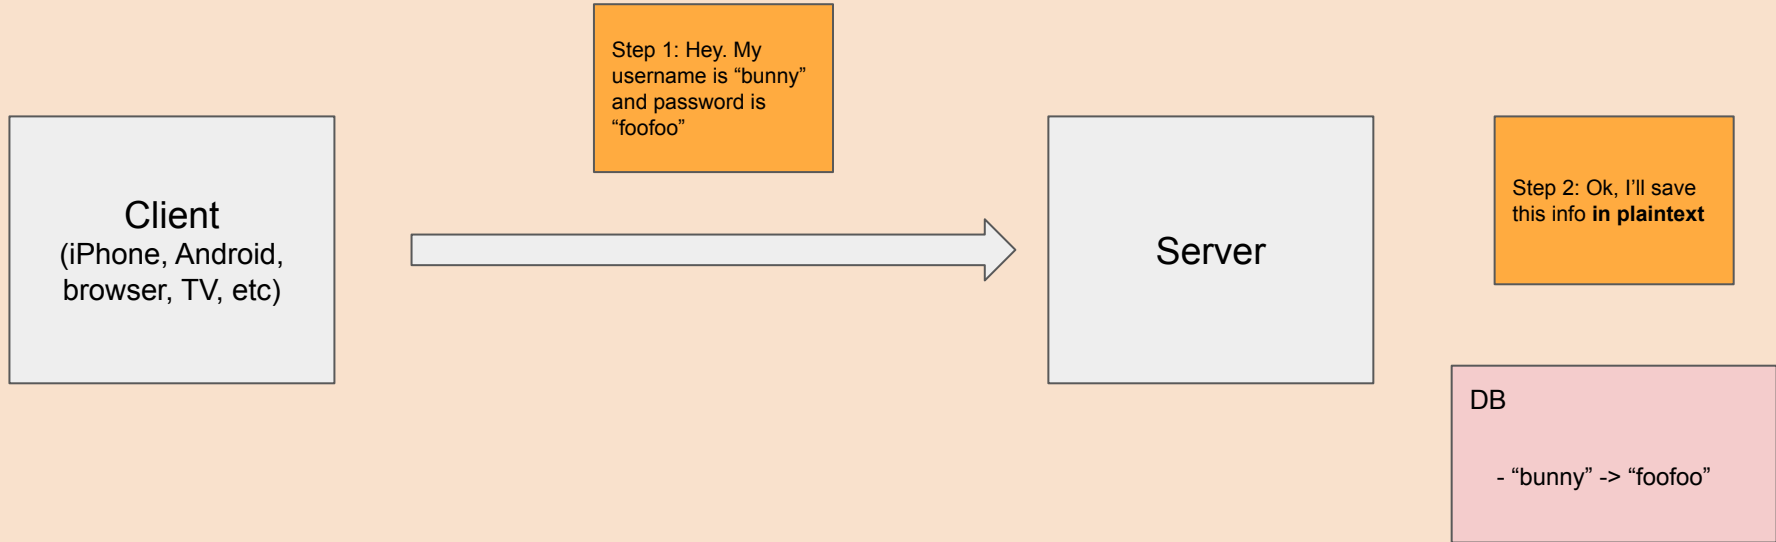 Step 1: Hey. My
username is “bunny”
and password is
“foofoo”
Client
(iPhone, Android,
browser, TV, etc)
Server
Step 2: Ok, I’ll save
this info in plaintext
DB
- “bunny” -> “foofoo”